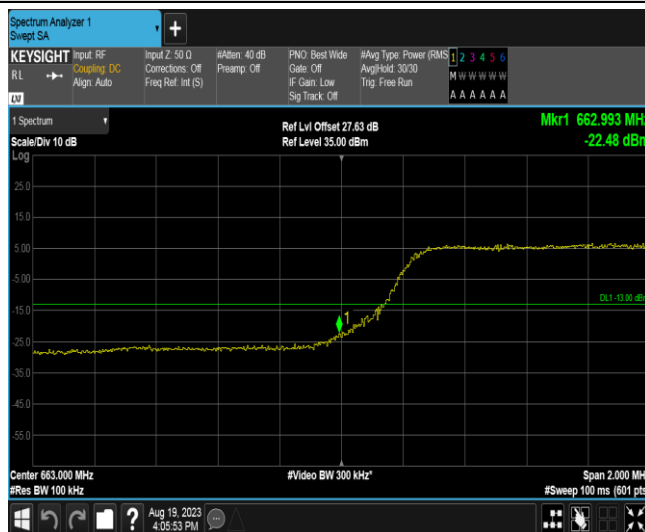 Spectrum Analyzer 1
Swept SA
KEYSIGHT
RL
LXI
Input: RF
Coupling: DC
Align: Auto
Input Z: 50 Ω
Corrections: Off
Freq Ref: Int (S)
#Atten: 40 dB
Preamp: Off
PNO: Best Wide
Gate: Off
IF Gain: Low
Sig Track: Off
#Avg Type: Power (RMS
Avg|Hold: 30/30
Trig: Free Run
1 2 3 4 5 6
M W W W W W
A A A A A A
1 Spectrum
Scale/Div 10 dB
Log
Ref Lvl Offset 27.63 dB
Ref Level 35.00 dBm
Mkr1 662.993 MH
-22.48 dBm
25.0
15.0
5.00
-5.00
-15.0
-25.0
-35.0
-45.0
-55.0
DL1 -13.00 dBm
1
Center 663.000 MHz
#Res BW 100 kHz
#Video BW 300 kHz*
Span 2.000 MH
#Sweep 100 ms (601 pts
?
Aug 19, 2023
4:05:53 PM